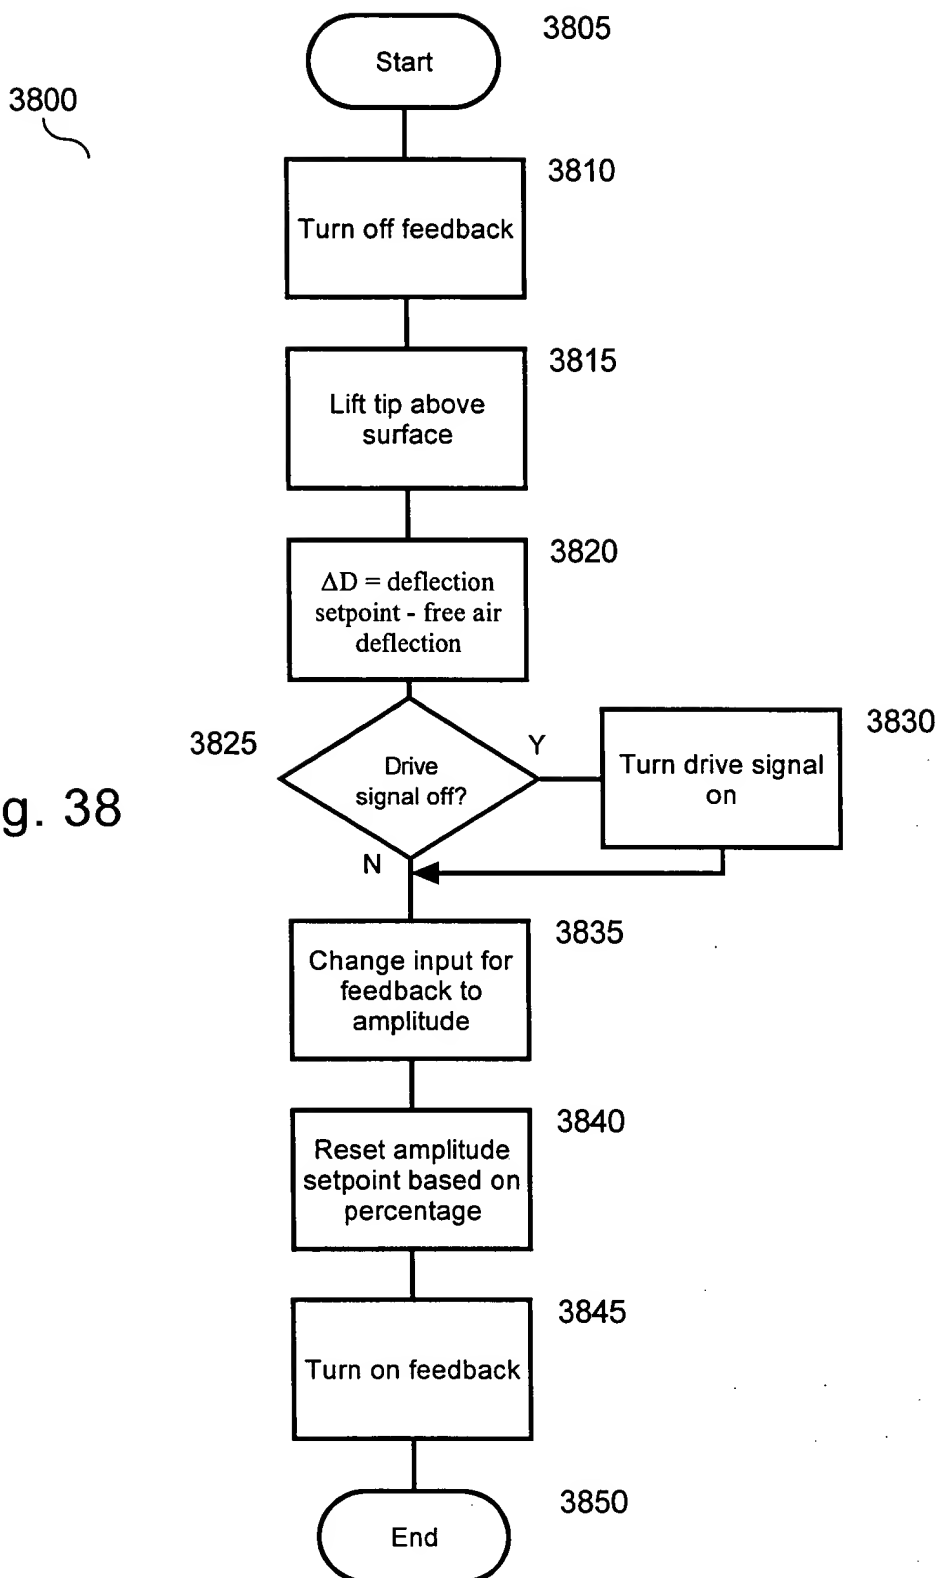 3805
Start
3800
3810
Turn off feedback
3815
Lift tip above
surface
3820
ΔD = deflection
setpoint - free air
deflection
3825
Drive
signal off?
Y
3830
Turn drive signal
on
g. 38
N
3835
Change input for
feedback to
amplitude
3840
Reset amplitude
setpoint based on
percentage
3845
Turn on feedback
3850
End